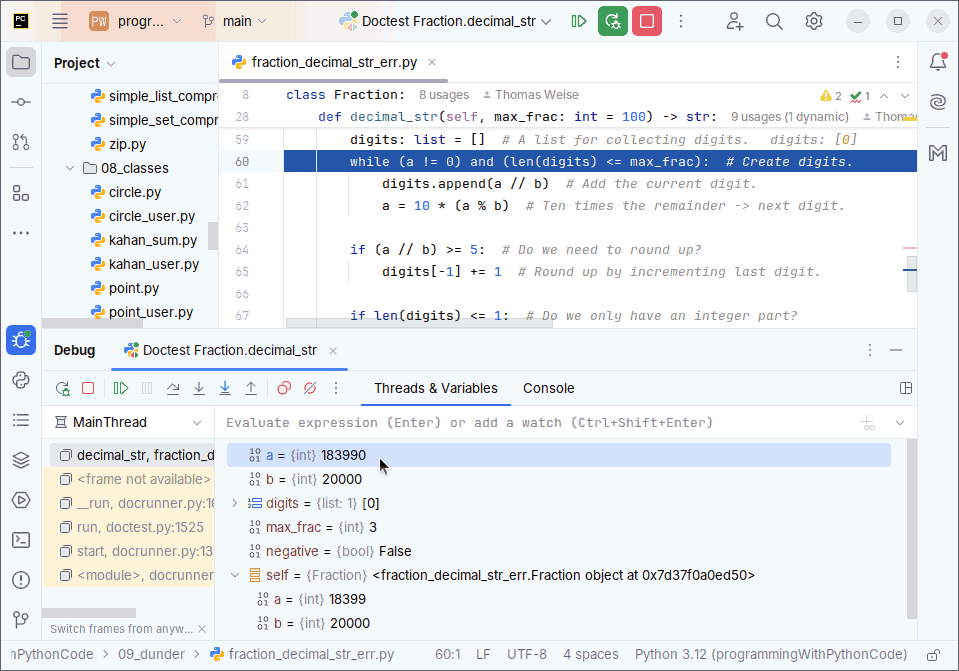 PC
PW progr...
main
Doctest Fraction.decimal_str
Project
fraction_decimal_str_err.py
simple_list_compr
simple_set_compr
zip.py
08_classes
circle.py
circle_user.py
kahan_sum.py
kahan_user.py
point.py
point_user.py
8 class Fraction: 8 usages Thomas Weise
2 1
28 def decimal_str(self, max_frac: int = 100) -> str: 9 usages (1 dynamic) Thomas
59 digits: list = [] # A list for collecting digits. digits: [0]
60 while (a != 0) and (len(digits) <= max_frac): # Create digits.
61 digits.append(a // b) # Add the current digit.
62 a = 10 * (a % b) # Ten times the remainder -> next digit.
63
64 if (a // b) >= 5: # Do we need to round up?
65 digits[-1] += 1 # Round up by incrementing last digit.
66
67 if len(digits) <= 1: # Do we only have an integer part?
Debug
Doctest Fraction.decimal_str
Threads & Variables
Console
MainThread
Evaluate expression (Enter) or add a watch (Ctrl+Shift+Enter)
decimal_str, fraction_d
<frame not available>
__run, docrunner.py:16
run, doctest.py:1525
start, docrunner.py:13
<module>, docrunner
Switch frames from anyw...
a = {int} 183990
b = {int} 20000
digits = {list: 1} [0]
max_frac = {int} 3
negative = {bool} False
self = {Fraction} <fraction_decimal_str_err.Fraction object at 0x7d37f0a0ed50>
a = {int} 18399
b = {int} 20000
hPythonCode > 09_dunder > fraction_decimal_str_err.py
60:1 LF UTF-8 4 spaces Python 3.12 (programmingWithPythonCode)